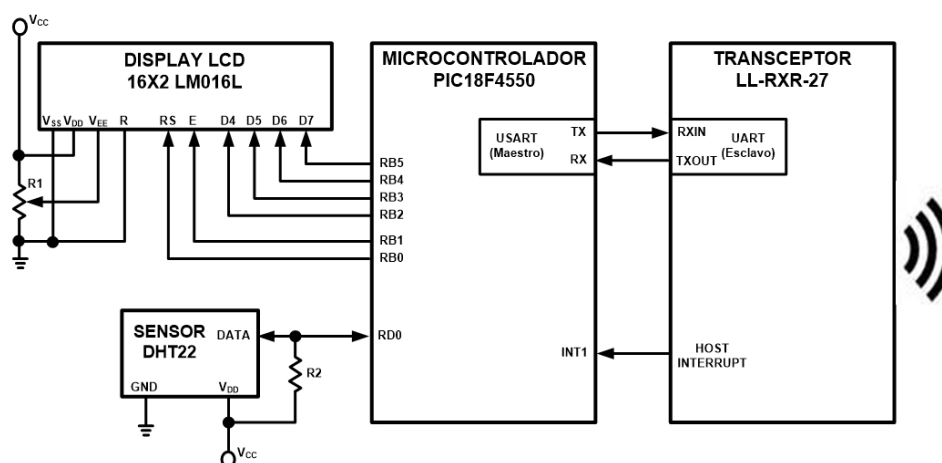 VCC
DISPLAY LCD
16X2 LM016L
VSS VDD VEE R RS E D4 D5 D6 D7
R1
MICROCONTROLADOR
PIC18F4550
USART
(Maestro)
TX
RX
RB5
RB4
RB3
RB2
RB1
RB0
RD0
INT1
TRANSCEPTOR
LL-RXR-27
RXIN
TXOUT
UART
(Esclavo)
HOST
INTERRUPT
SENSOR
DHT22
DATA
GND
VDD
R2
VCC